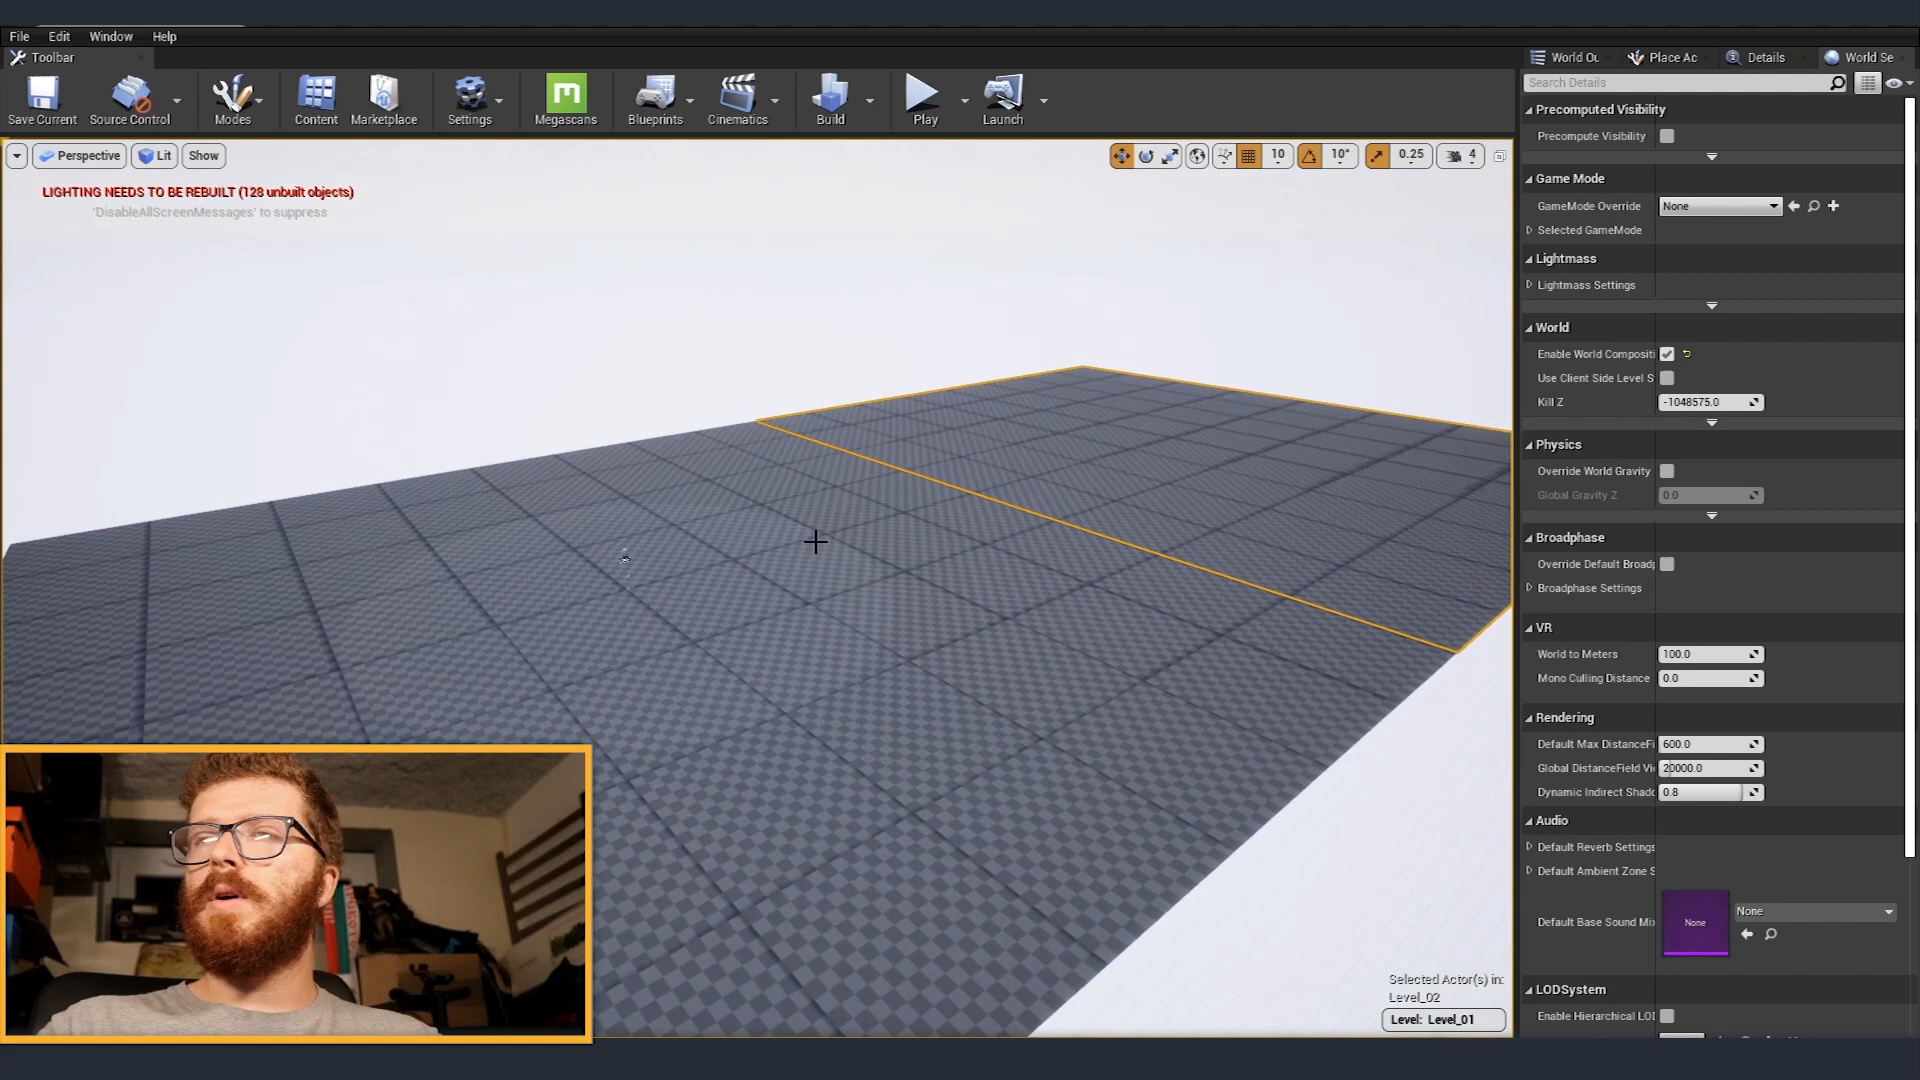 File Edit Window Help
Toolbar
World Ou Place Ac Details World Se
Save Current Source Control Modes Content Marketplace Settings Megascans Blueprints Cinematics Build Play Launch
Search Details
Perspective Lit Show
10 10° 0.25 4
LIGHTING NEEDS TO BE REBUILT (128 unbuilt objects)
'DisableAllScreenMessages' to suppress
Precomputed Visibility
Precompute Visibility
Game Mode
GameMode Override None
Selected GameMode
Lightmass
Lightmass Settings
World
Enable World Compositi
Use Client Side Level S
Kill Z -1048575.0
Physics
Override World Gravity
Global Gravity Z 0.0
Broadphase
Override Default Broadp
Broadphase Settings
VR
World to Meters 100.0
Mono Culling Distance 0.0
Rendering
Default Max DistanceFi 600.0
Global DistanceField Vi 20000.0
Dynamic Indirect Shado 0.8
Audio
Default Reverb Settings
Default Ambient Zone S
Default Base Sound Mix None None
LODSystem
Enable Hierarchical LOD
Selected Actor(s) in:
Level_02
Level: Level_01